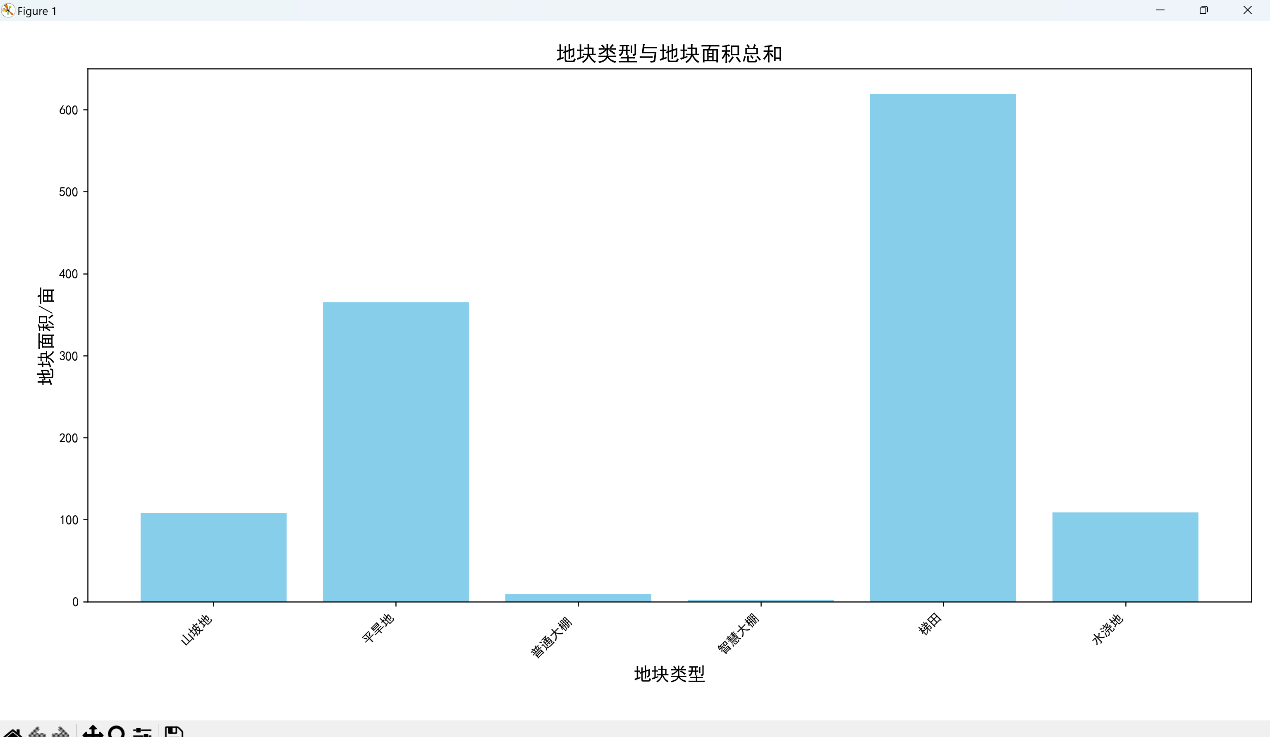 Figure 1
地块类型与地块面积总和
地块面积/亩
600
500
400
300
200
100
0
山坡地
平旱地
普通大棚
智慧大棚
梯田
水浇地
地块类型